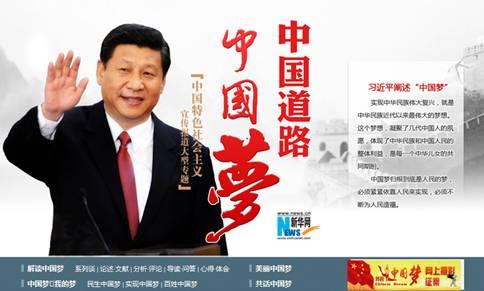 中国道路
中國夢
『中国特色社会主义
宣传报道大型专题』
习近平阐述“中国梦”
实现中华民族伟大复兴，就是
中华民族近代以来最伟大的梦想。
这个梦想，凝聚了几代中国人的夙
愿，体现了中华民族和中国人民的
整体利益，是每一个中华儿女的共
同期盼。
中国梦归根到底是人民的梦，
必须紧紧依靠人民来实现，必须不
断为人民造福。
www.news.cn
新华网
News
www.xinhuanet.com
解读中国梦 系列谈 | 论述·文献 | 分析·评论 | 导读·问答 | 心得·体会
美丽中国梦
中国梦 我的梦 民生中国梦 | 实现中国梦 | 百姓中国梦
共话中国梦
中国梦
网上摄影
征集